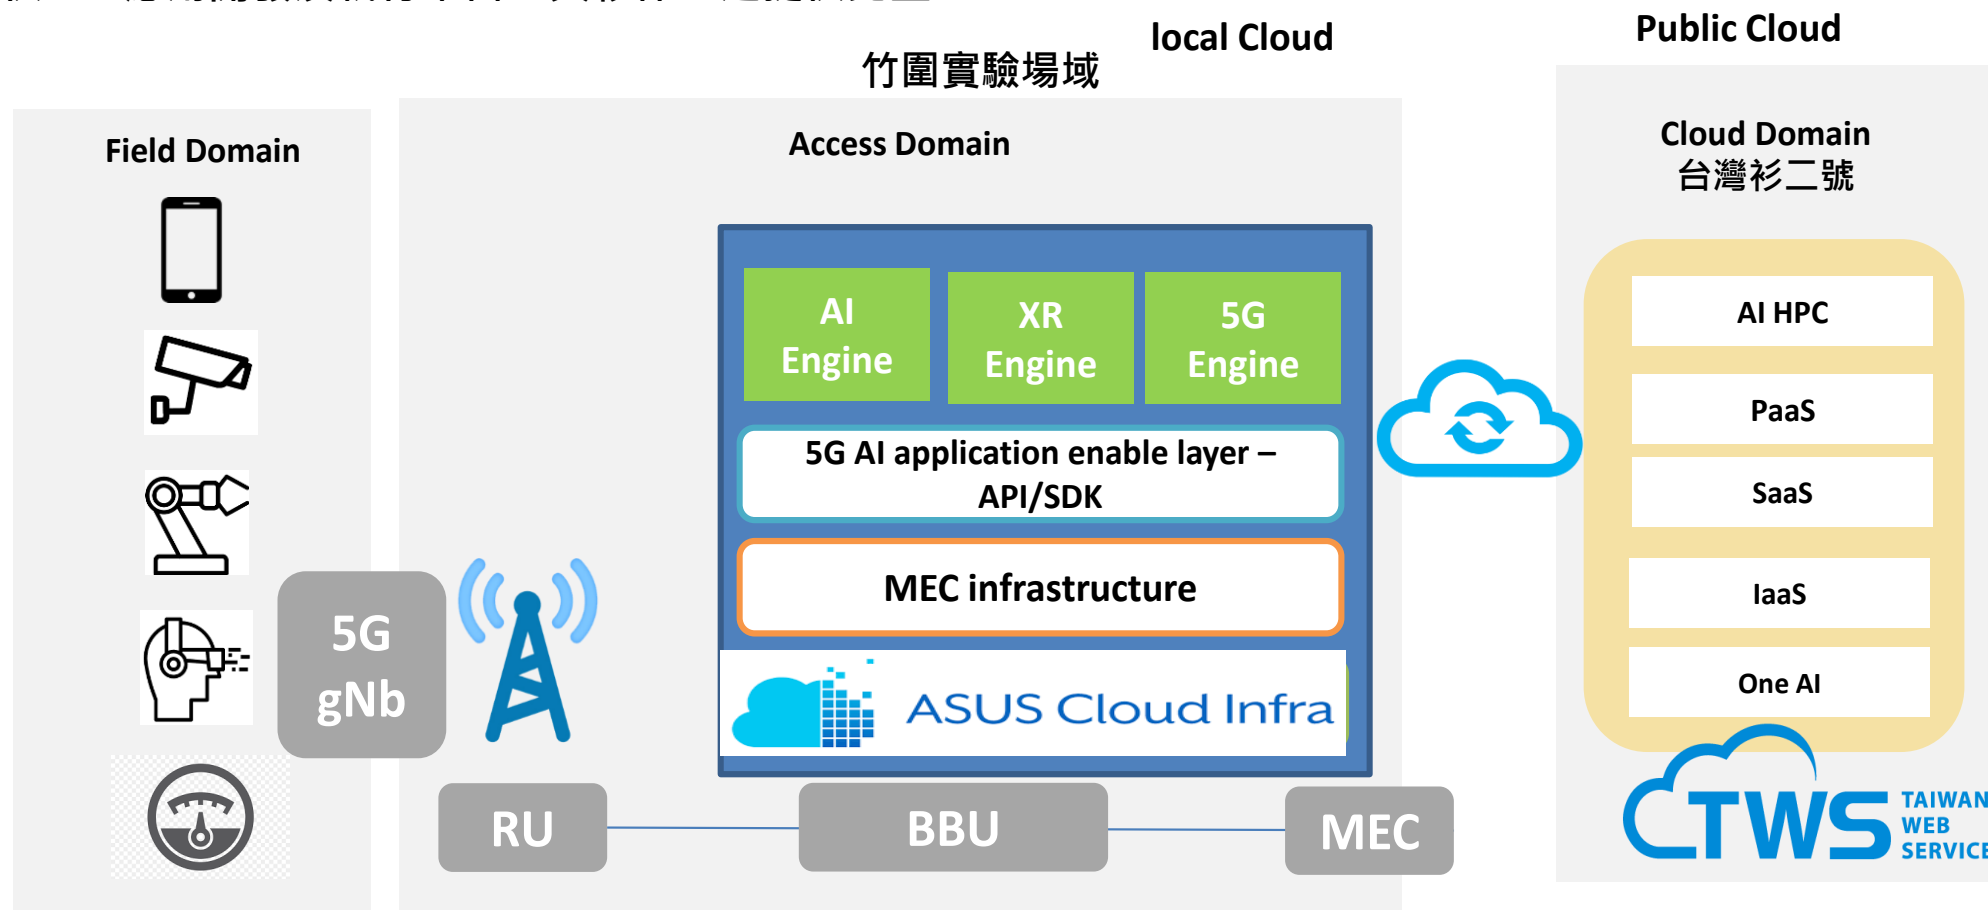 local Cloud
Public Cloud
竹圍實驗場域
Field Domain
Access Domain
Cloud Domain
台灣衫二號
AI
Engine
XR
Engine
5G
Engine
5G AI application enable layer –
API/SDK
MEC infrastructure
ASUS Cloud Infra
5G
gNb
RU
BBU
MEC
AI HPC
PaaS
SaaS
IaaS
One AI
TWS
TAIWAN
WEB
SERVICE